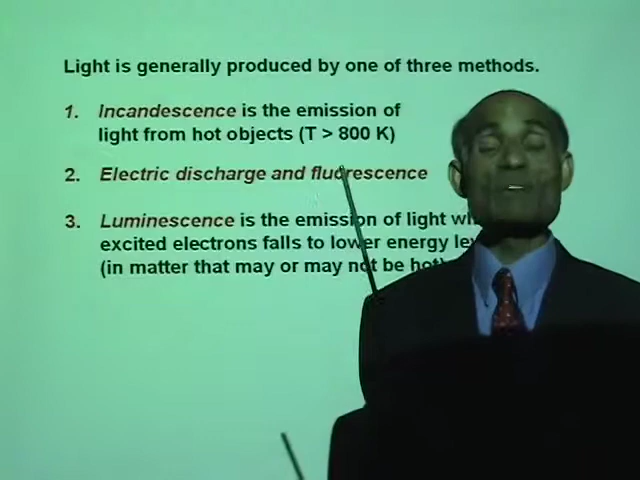 Light is generally produced by one of three methods.
1. Incandescence is the emission of
light from hot objects (T > 800 K)
2. Electric discharge and fluorescence
3. Luminescence is the emission of light
excited electrons falls to lower energy
(in matter that may or may not be hot)